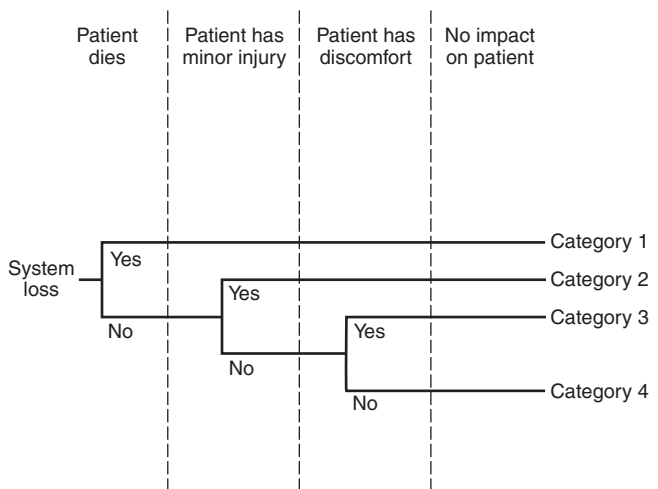 Patient
dies
Patient has
minor injury
Patient has
discomfort
No impact
on patient
Category 1
System
loss
Yes
Category 2
Yes
No
Category 3
Yes
No
Category 4
No